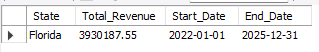 State Total_Revenue Start_Date End_Date
Florida 3930187.55 2022-01-01 2025-12-31